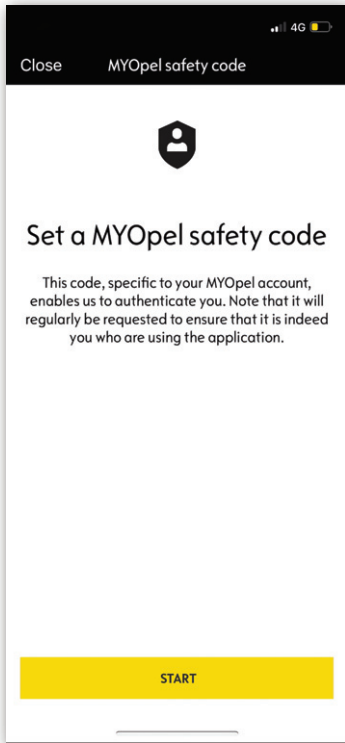 4G
Close MYOpel safety code
Set a MYOpel safety code
This code, specific to your MYOpel account,
enables us to authenticate you. Note that it will
regularly be requested to ensure that it is indeed
you who are using the application.
START